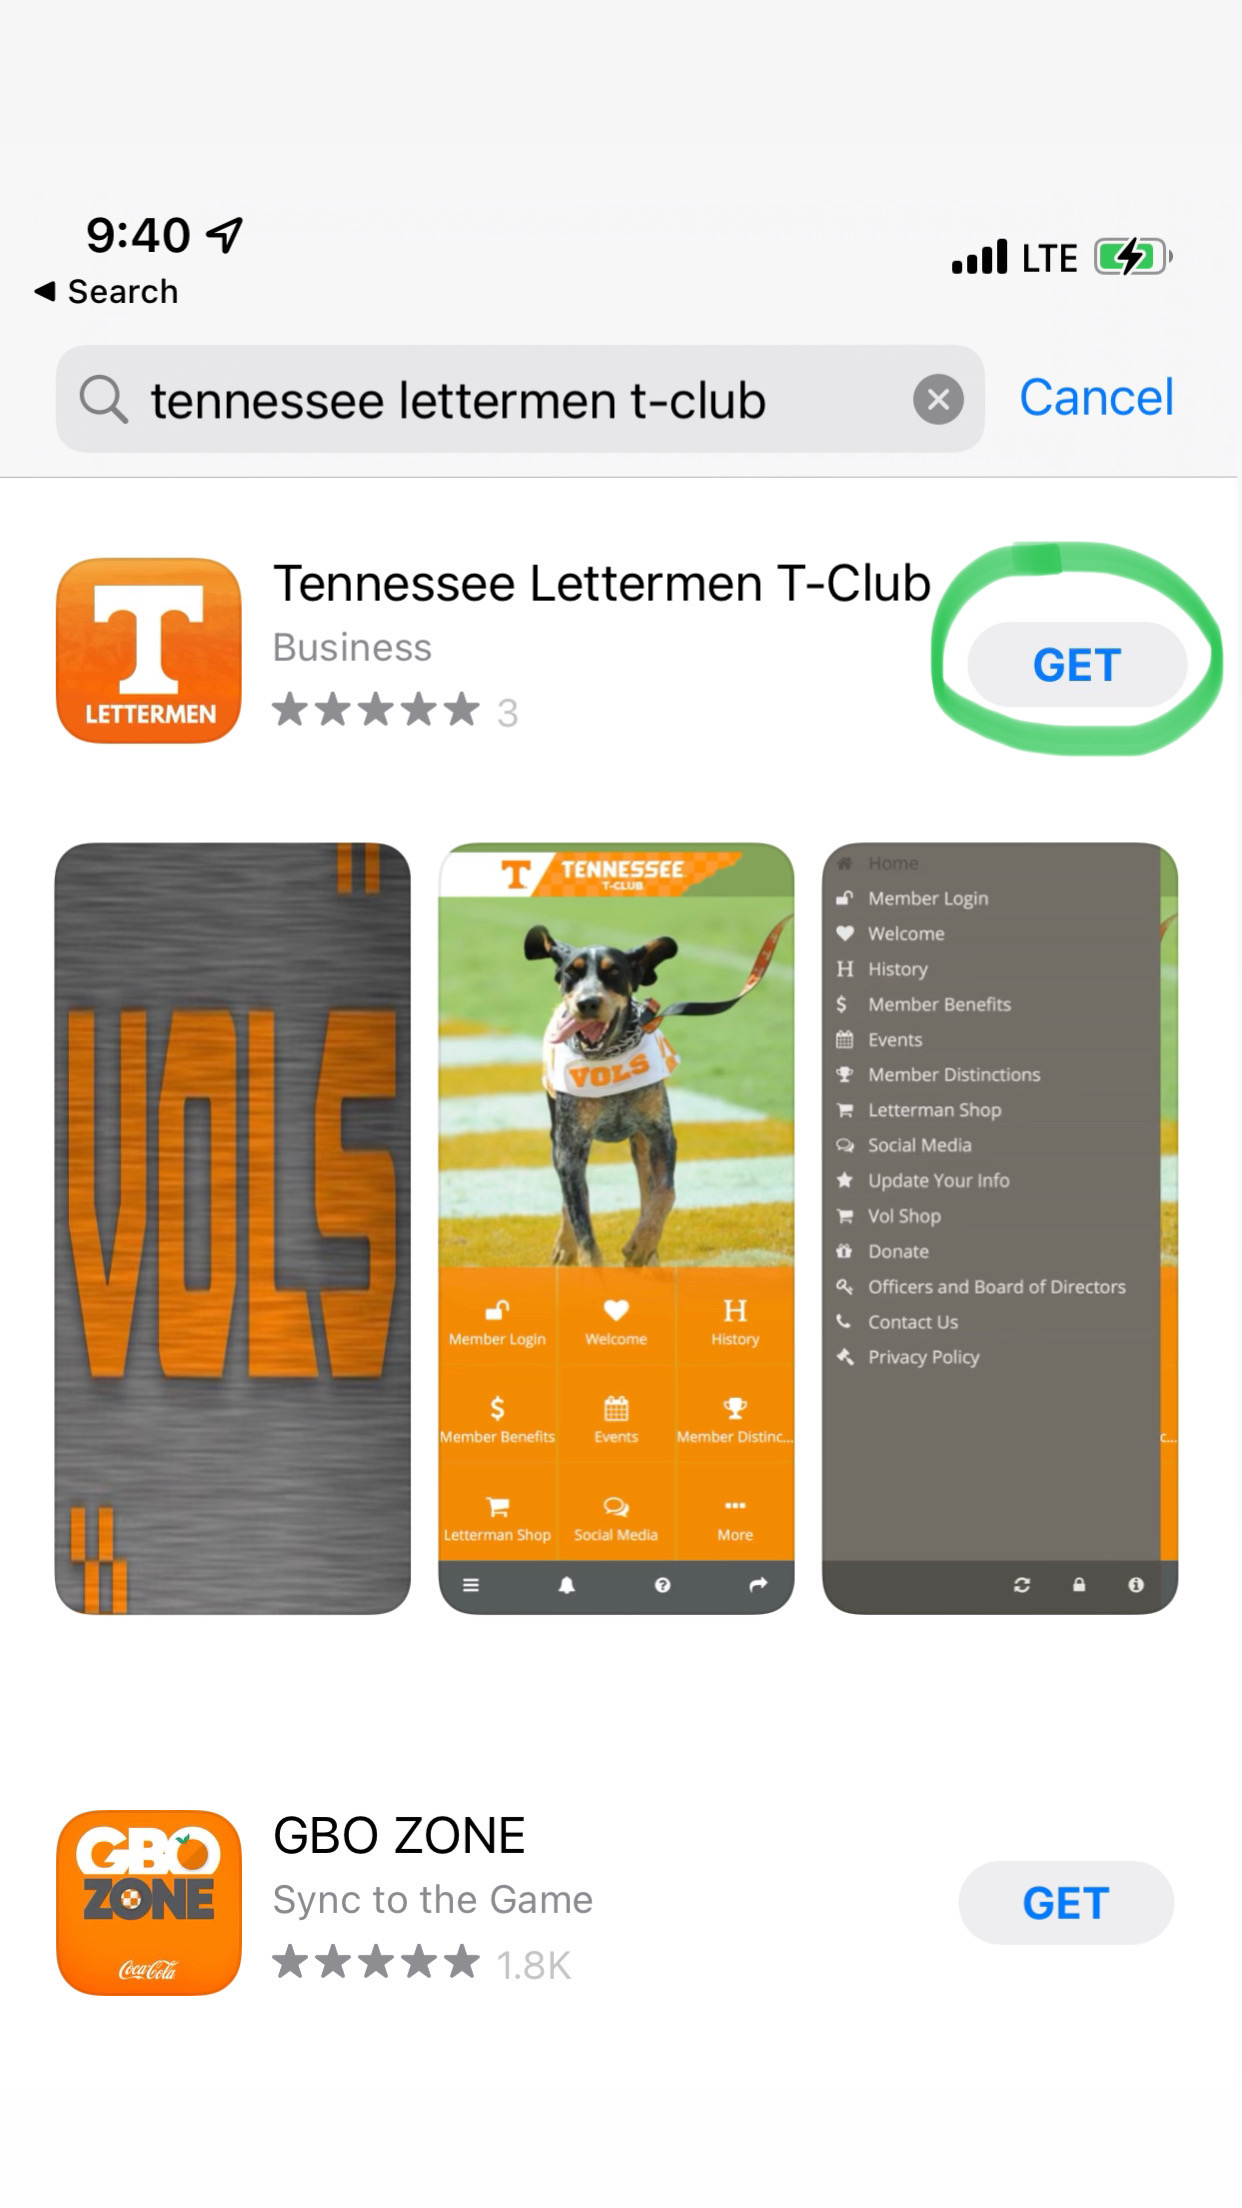 9:40
LTE
Search
tennessee lettermen t-club
Cancel
T
LETTERMEN
Tennessee Lettermen T-Club
Business
3
GET
VOLS
T TENNESSEE
T-CLUB
VOLS
Member Login
Welcome
H
History
$
Member Benefits
Events
Member Distinc...
Letterman Shop
Social Media
More
Home
Member Login
Welcome
H History
$ Member Benefits
Events
Member Distinctions
Letterman Shop
Social Media
Update Your Info
Vol Shop
Donate
Officers and Board of Directors
Contact Us
Privacy Policy
c...
GBO
ZONE
Coca-Cola
GBO ZONE
Sync to the Game
1.8K
GET